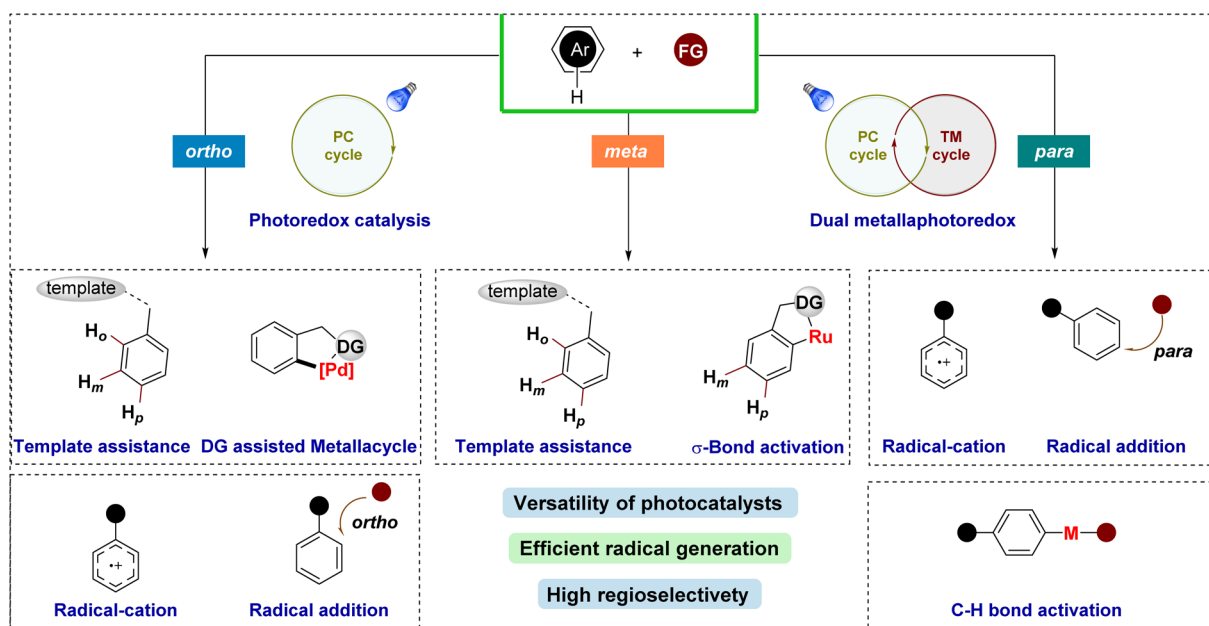 Ar
+
FG
H
PC
cycle
PC
cycle
TM
cycle
ortho
meta
para
Photoredox catalysis
Dual metallaphotoredox
template
Ho
Hm
Hp
DG
[Pd]
Template assistance
DG assisted Metallacycle
template
Ho
Hm
Hp
DG
Ru
Hm
Hp
Template assistance
σ-Bond activation
•+
para
Radical-cation
Radical addition
•+
ortho
Radical-cation
Radical addition
Versatility of photocatalysts
Efficient radical generation
High regioselectivety
M
C-H bond activation